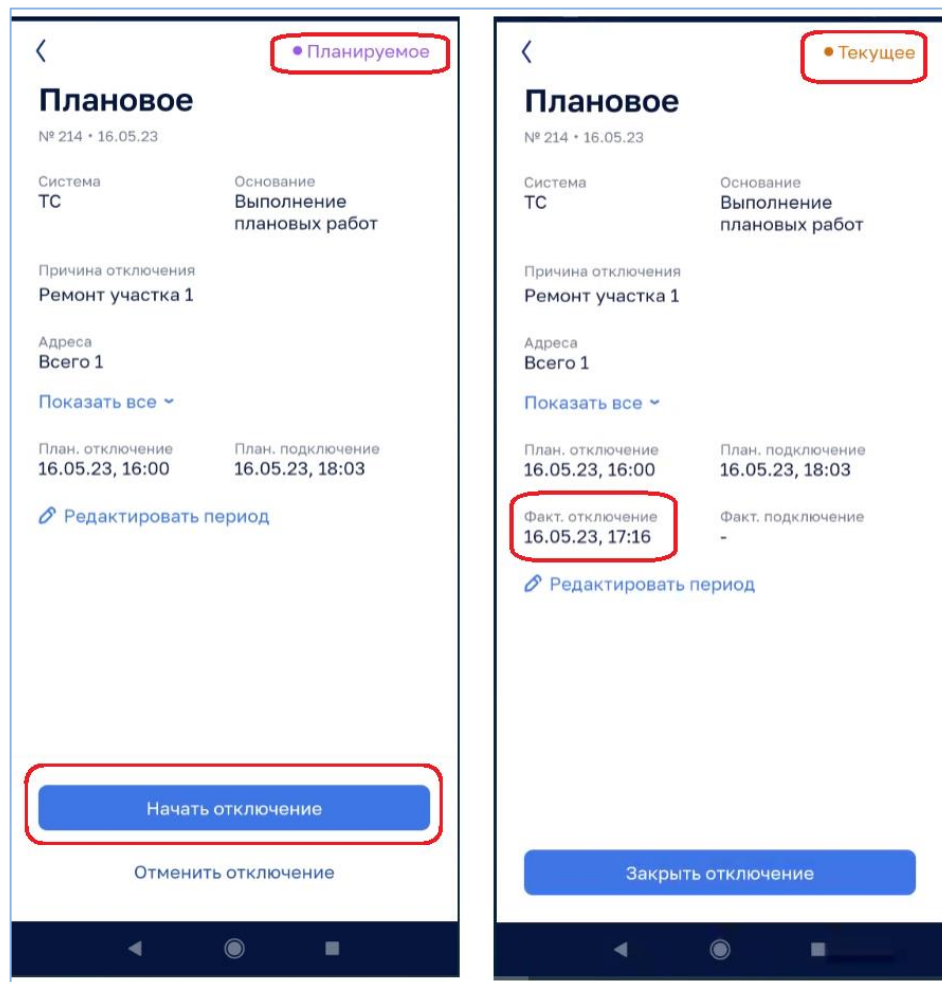 Планируемое
Плановое
№ 214 • 16.05.23
Система
ТС
Основание
Выполнение
плановых работ
Причина отключения
Ремонт участка 1
Адреса
Всего 1
Показать все
План. отключение
16.05.23, 16:00
План. подключение
16.05.23, 18:03
Редактировать период
Начать отключение
Отменить отключение
Текущее
Плановое
№ 214 • 16.05.23
Система
ТС
Основание
Выполнение
плановых работ
Причина отключения
Ремонт участка 1
Адреса
Всего 1
Показать все
План. отключение
16.05.23, 16:00
План. подключение
16.05.23, 18:03
Факт. отключение
16.05.23, 17:16
Факт. подключение
-
Редактировать период
Закрыть отключение